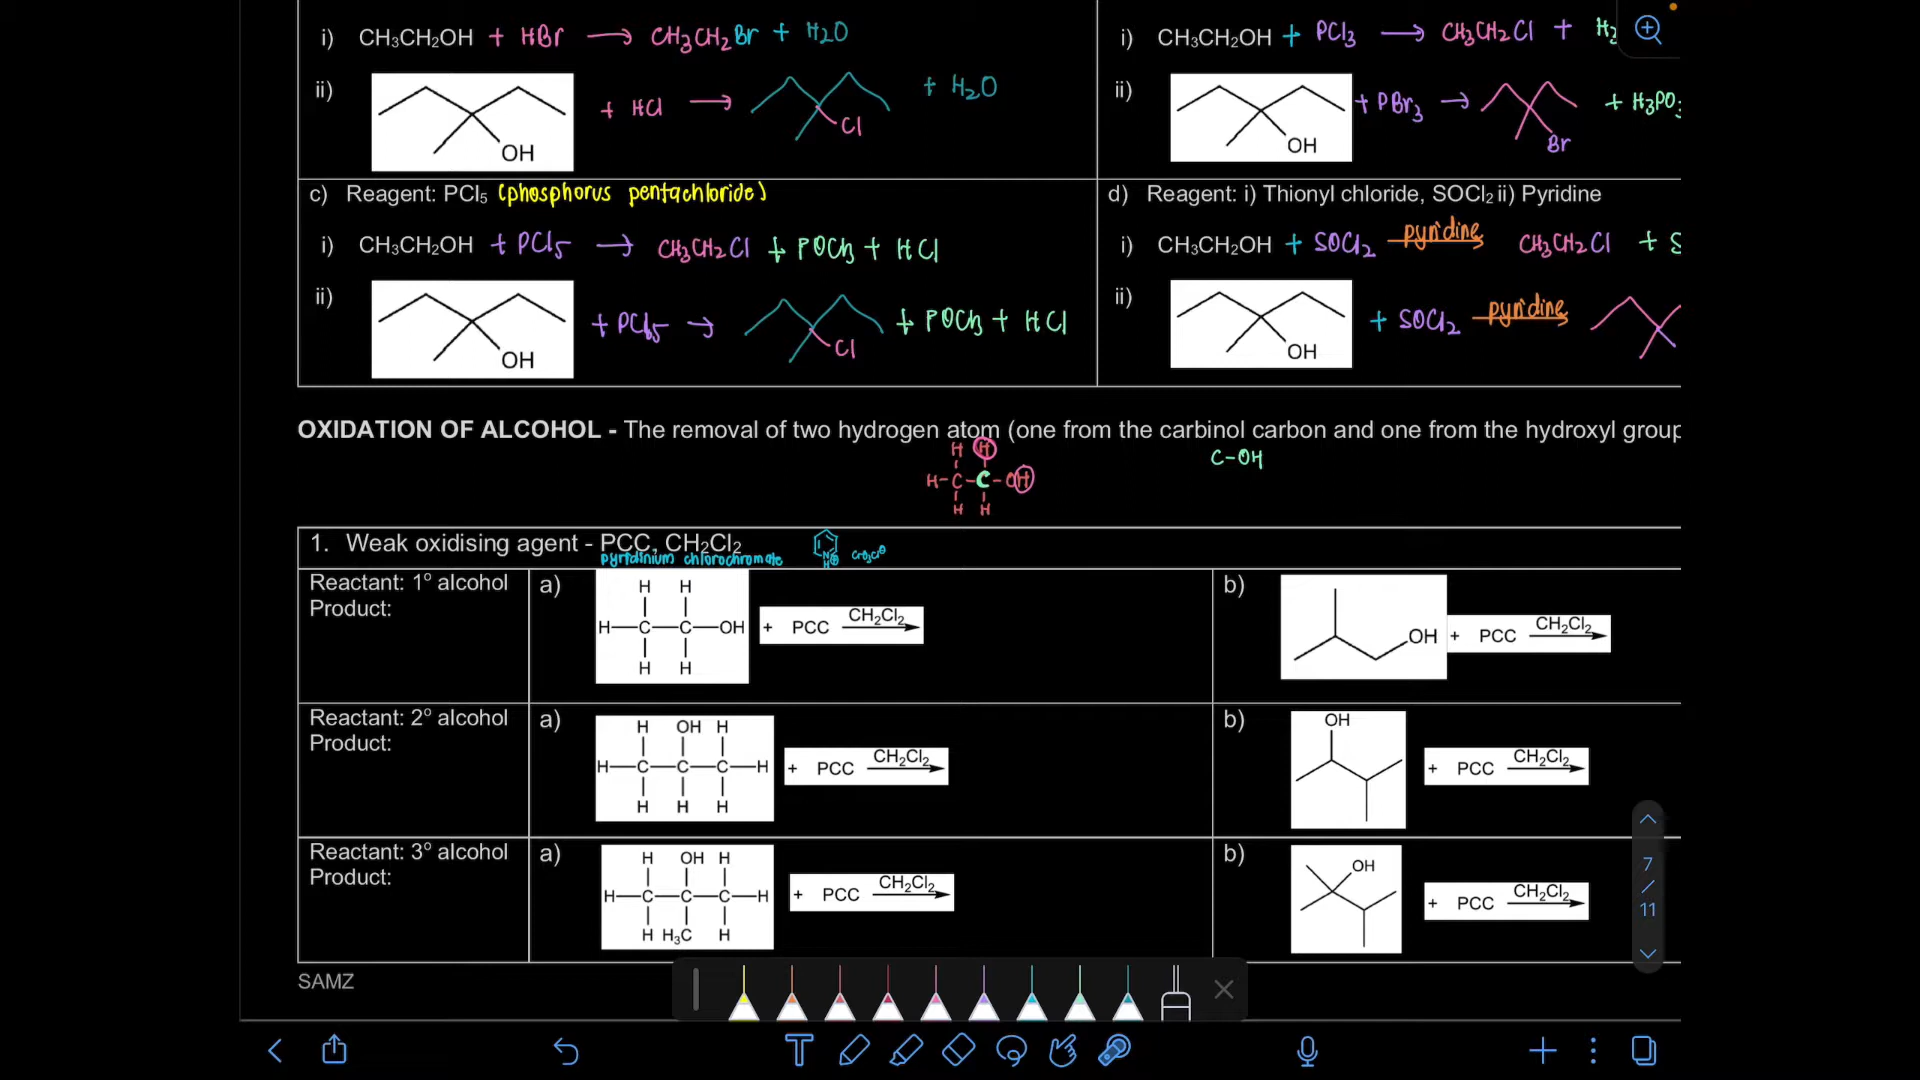 i) CH3CH2OH + HBr → CH3CH2Br + H2O
ii) OH + HCl → Cl + H2O
i) CH3CH2OH + PCl3 → CH3CH2Cl +
ii) OH + PBr3 → Br + H3PO3
c) Reagent: PCl5 (phosphorus pentachloride)
i) CH3CH2OH + PCl5 → CH3CH2Cl + POCl3 + HCl
ii) OH + PCl5 → Cl + POCl3 + HCl
d) Reagent: i) Thionyl chloride, SOCl2 ii) Pyridine
i) CH3CH2OH + SOCl2 pyridine CH3CH2Cl + S
ii) OH + SOCl2 pyridine
OXIDATION OF ALCOHOL - The removal of two hydrogen atom (one from the carbinol carbon and one from the hydroxyl group
C-OH
H H
H-C-C-OH
H H
1. Weak oxidising agent - PCC, CH2Cl2
pyridinium chlorochromate N⊕ H CrO3Cl⊖
Reactant: 1° alcohol
Product:
a)
H H
H-C-C-OH + PCC CH2Cl2
H H
b)
OH + PCC CH2Cl2
Reactant: 2° alcohol
Product:
a)
H OH H
H-C-C-C-H + PCC CH2Cl2
H H H
b)
OH
+ PCC CH2Cl2
Reactant: 3° alcohol
Product:
a)
H OH H
H-C-C-C-H + PCC CH2Cl2
H H3C H
b)
OH
+ PCC CH2Cl2
7
/
11
SAMZ